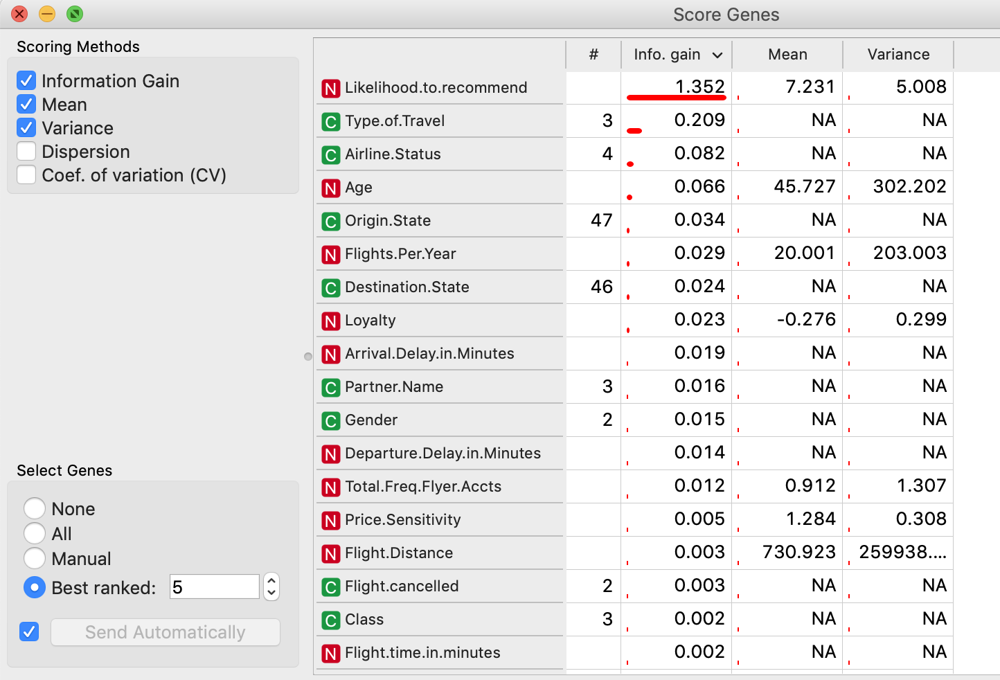 Score Genes
Scoring Methods
Information Gain
Mean
Variance
Dispersion
Coef. of variation (CV)
Select Genes
None
All
Manual
Best ranked: 5
Send Automatically
# Info. gain Mean Variance
N Likelihood.to.recommend 1.352 7.231 5.008
C Type.of.Travel 3 0.209 NA NA
C Airline.Status 4 0.082 NA NA
N Age 0.066 45.727 302.202
C Origin.State 47 0.034 NA NA
N Flights.Per.Year 0.029 20.001 203.003
C Destination.State 46 0.024 NA NA
N Loyalty 0.023 -0.276 0.299
N Arrival.Delay.in.Minutes 0.019 NA NA
C Partner.Name 3 0.016 NA NA
C Gender 2 0.015 NA NA
N Departure.Delay.in.Minutes 0.014 NA NA
N Total.Freq.Flyer.Accts 0.012 0.912 1.307
N Price.Sensitivity 0.005 1.284 0.308
N Flight.Distance 0.003 730.923 259938....
C Flight.cancelled 2 0.003 NA NA
C Class 3 0.002 NA NA
N Flight.time.in.minutes 0.002 NA NA